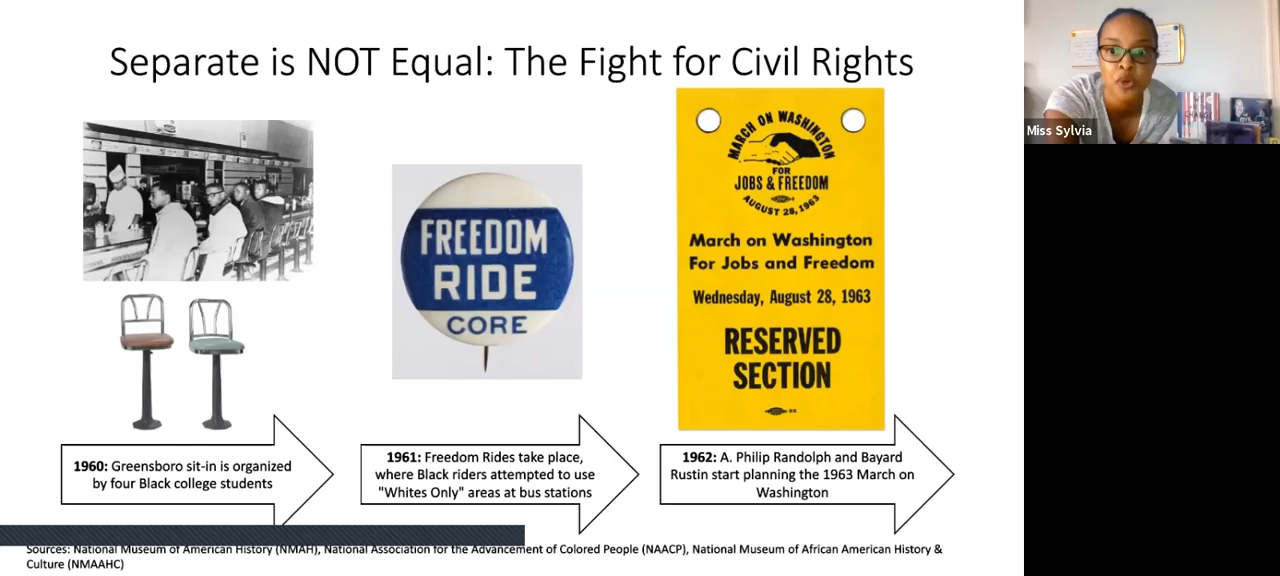 Separate is NOT Equal: The Fight for Civil Rights
Miss Sylvia
FREEDOM
RIDE
CORE
MARCH ON WASHINGTON
FOR
JOBS & FREEDOM
AUGUST 28, 1963
March on Washington
For Jobs and Freedom
Wednesday, August 28, 1963
RESERVED
SECTION
1960: Greensboro sit-in is organized
by four Black college students
1961: Freedom Rides take place,
where Black riders attempted to use
"Whites Only" areas at bus stations
1962: A. Philip Randolph and Bayard
Rustin start planning the 1963 March on
Washington
Sources: National Museum of American History (NMAH), National Association for the Advancement of Colored People (NAACP), National Museum of African American History &
Culture (NMAAHC)